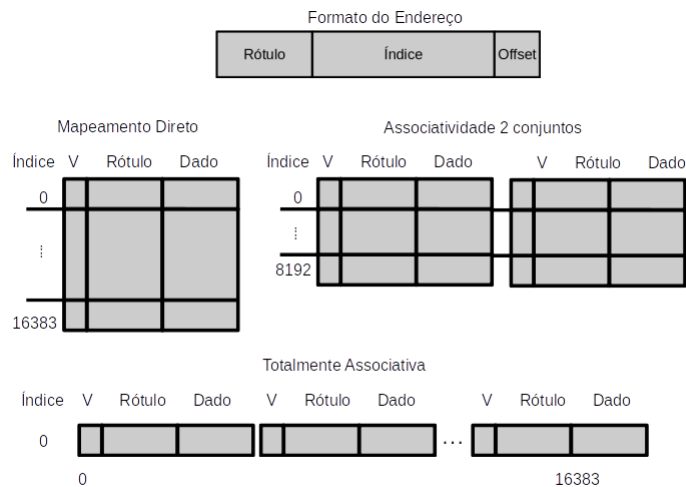 Formato do Endereço
Rótulo Índice Offset
Mapeamento Direto
Índice V Rótulo Dado
0
16383
Associatividade 2 conjuntos
Índice V Rótulo Dado V Rótulo Dado
0
8192
Totalmente Associativa
Índice V Rótulo Dado V Rótulo Dado V Rótulo Dado
0 ...
0 16383